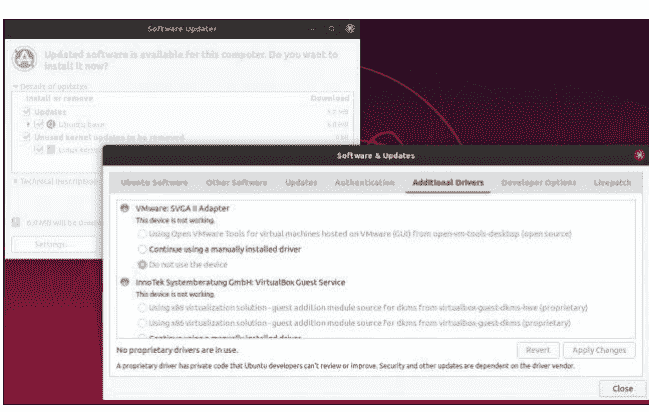 Software Updater
Updated software is available for this computer. Do you want to
install it now?
Details of updates
Install or remove
Download
Updates
Ubuntu base
Unused kernel updates to be removed
Technical description
Settings...
Software & Updates
Ubuntu Software
Other Software
Updates
Authentication
Additional Drivers
Developer Options
Livepatch
VMware: SVGA II Adapter
This device is not working.
Using Open VMware Tools for virtual machines hosted on VMware (GUI) from open-vm-tools-desktop (open source)
Continue using a manually installed driver
Do not use the device
InnoTek Systemberatung GmbH: VirtualBox Guest Service
This device is not working.
Using x86 virtualization solution - guest addition module source for dkms from virtualbox-guest-dkms-hwe (proprietary)
Using x86 virtualization solution - guest addition module source for dkms from virtualbox-guest-dkms (proprietary)
Continue using a manually installed driver
No proprietary drivers are in use.
Revert
Apply Changes
A proprietary driver has private code that Ubuntu developers can't review or improve. Security and other updates are dependent on the driver vendor.
Close